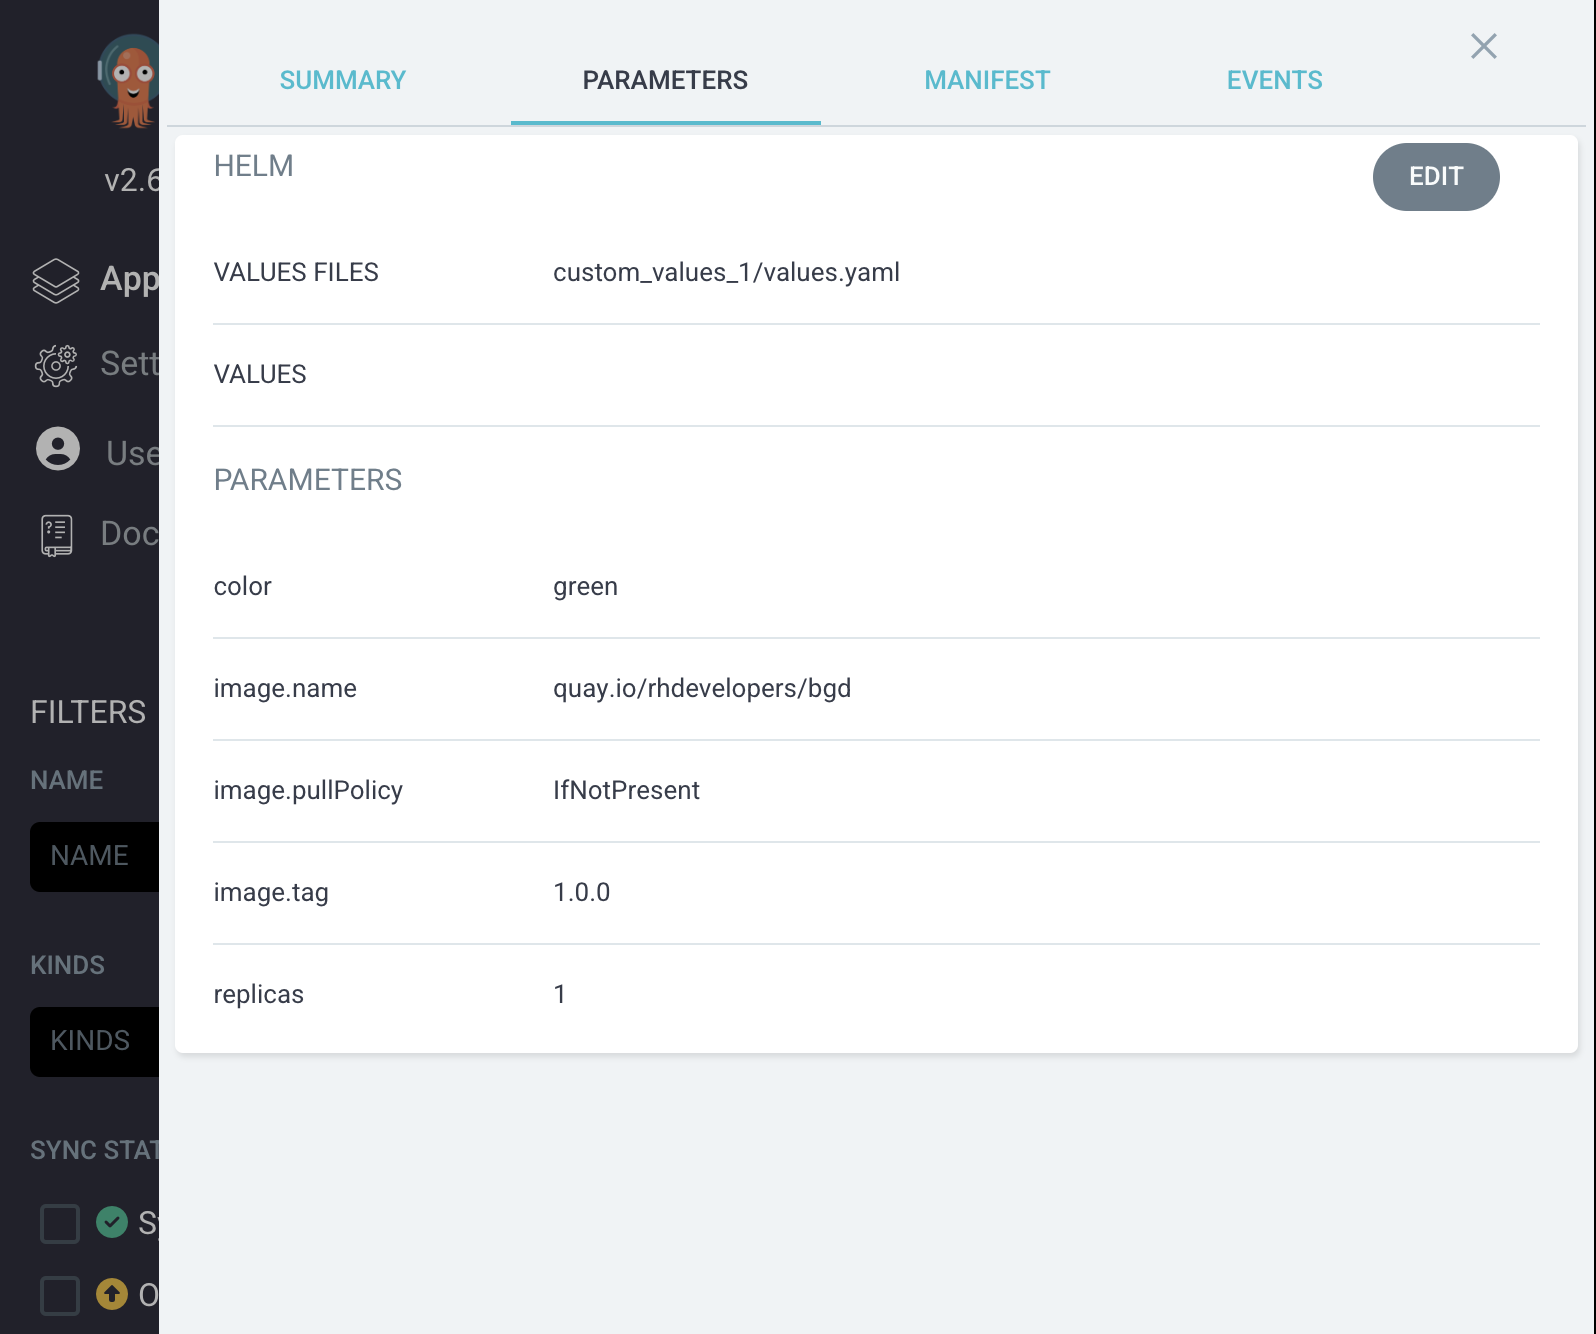 SUMMARY PARAMETERS MANIFEST EVENTS
HELM
EDIT
VALUES FILES custom_values_1/values.yaml
VALUES
PARAMETERS
color green
image.name quay.io/rhdevelopers/bgd
image.pullPolicy IfNotPresent
image.tag 1.0.0
replicas 1
v2.6
App
Sett
Use
Doc
FILTERS
NAME
NAME
KINDS
KINDS
SYNC STAT
Sy
O